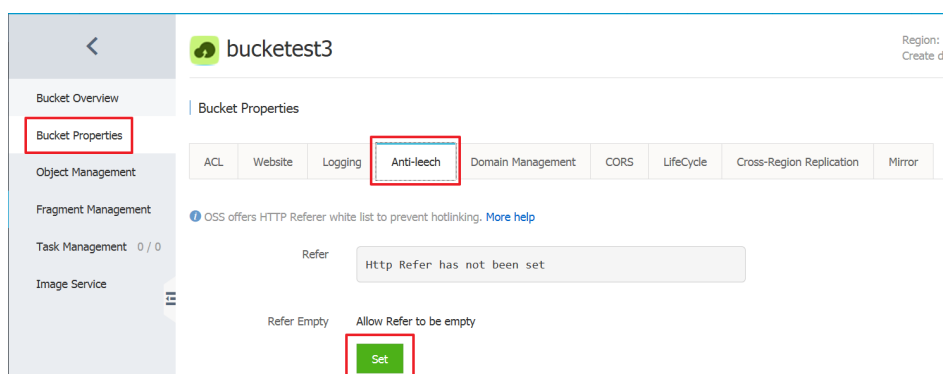 bucketest3
Region:
Create d
Bucket Overview
Bucket Properties
Object Management
Fragment Management
Task Management 0 / 0
Image Service
Bucket Properties
ACL Website Logging Anti-leech Domain Management CORS LifeCycle Cross-Region Replication Mirror
OSS offers HTTP Referer white list to prevent hotlinking. More help
Refer Http Refer has not been set
Refer Empty Allow Refer to be empty
Set